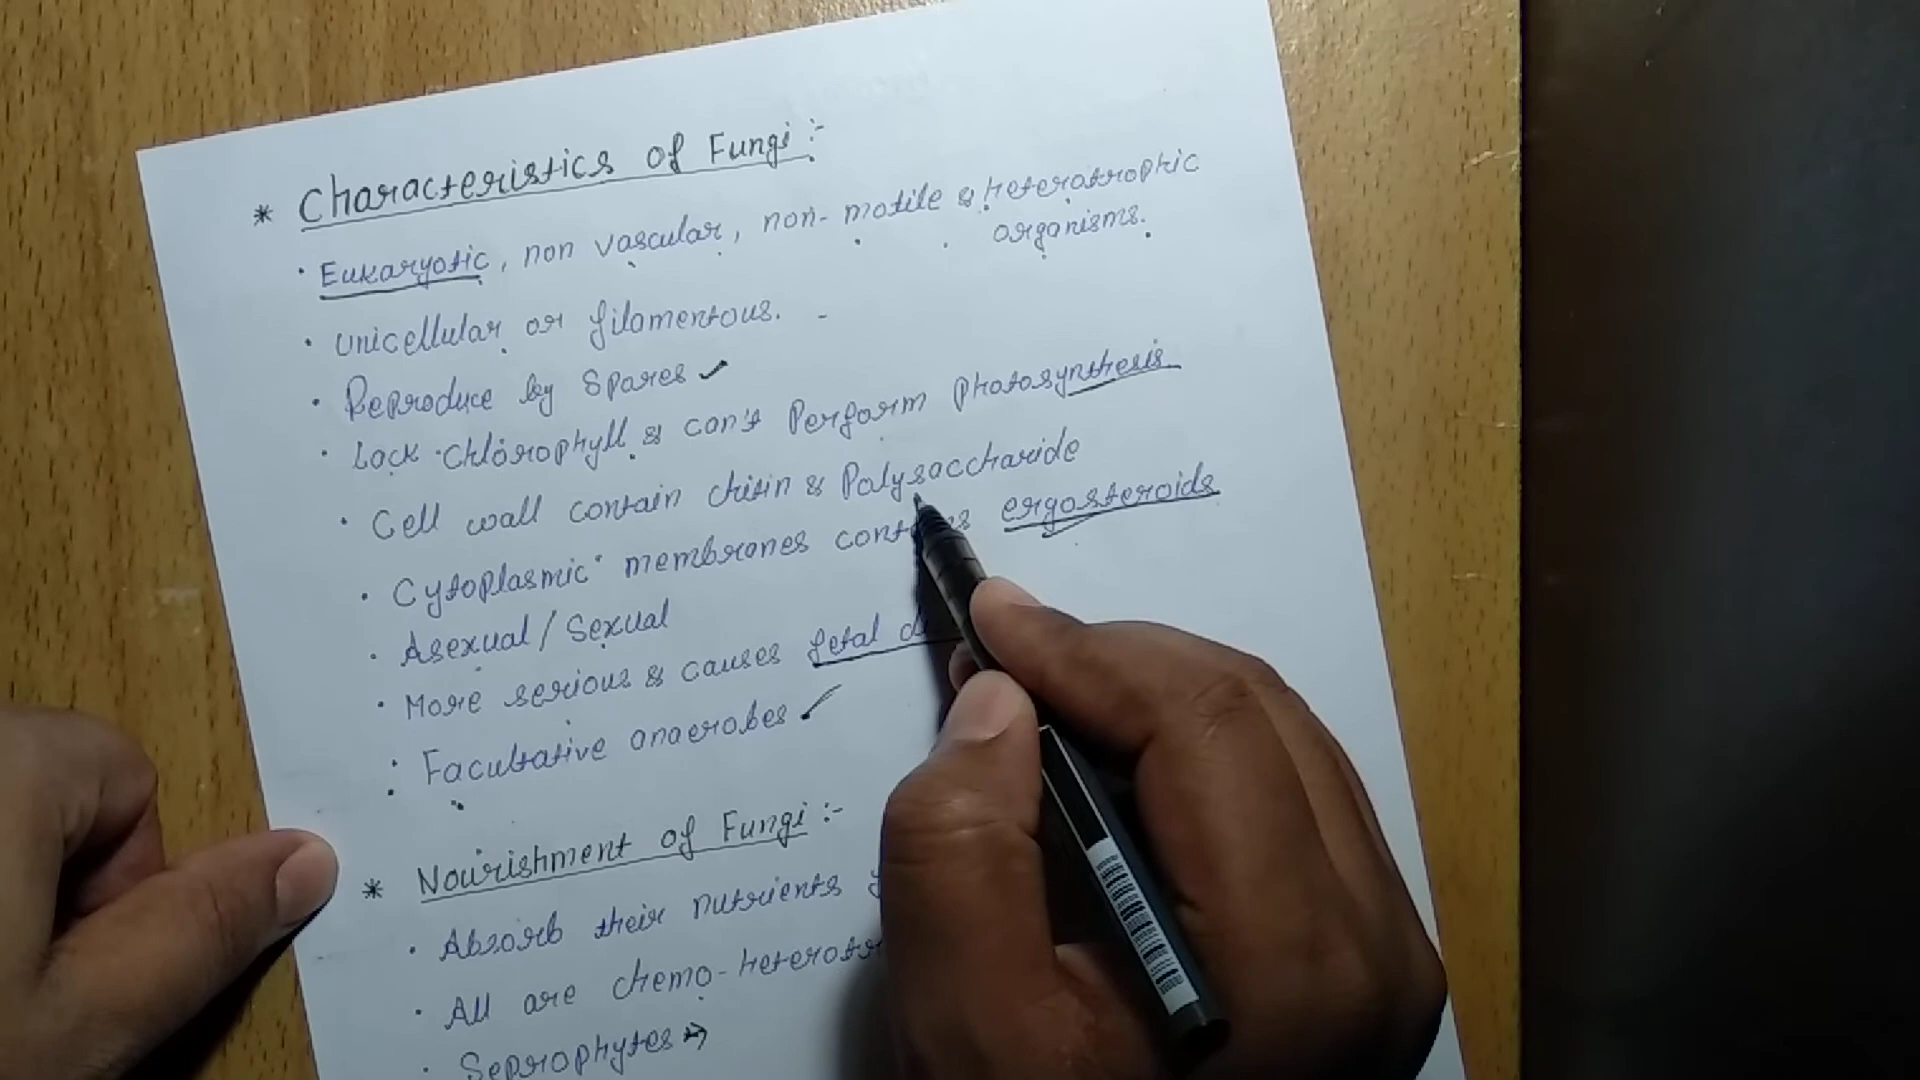 * Characteristics of Fungi :-
· Eukaryotic, non vascular, non-motile & heterotrophic
organisms.
· Unicellular or filamentous.
· Reproduce by Spores ✓
· Lack chlorophyll & can't Perform photosynthesis
· Cell wall contain chitin & Polysaccharide
· Cytoplasmic membranes ergosteroids
· Asexual / Sexual
· More serious & causes fetal
· Facultative anaerobes ✓
* Nourishment of Fungi :-
· Absorb their nutrients
· All are chemo-
· Seprophytes →